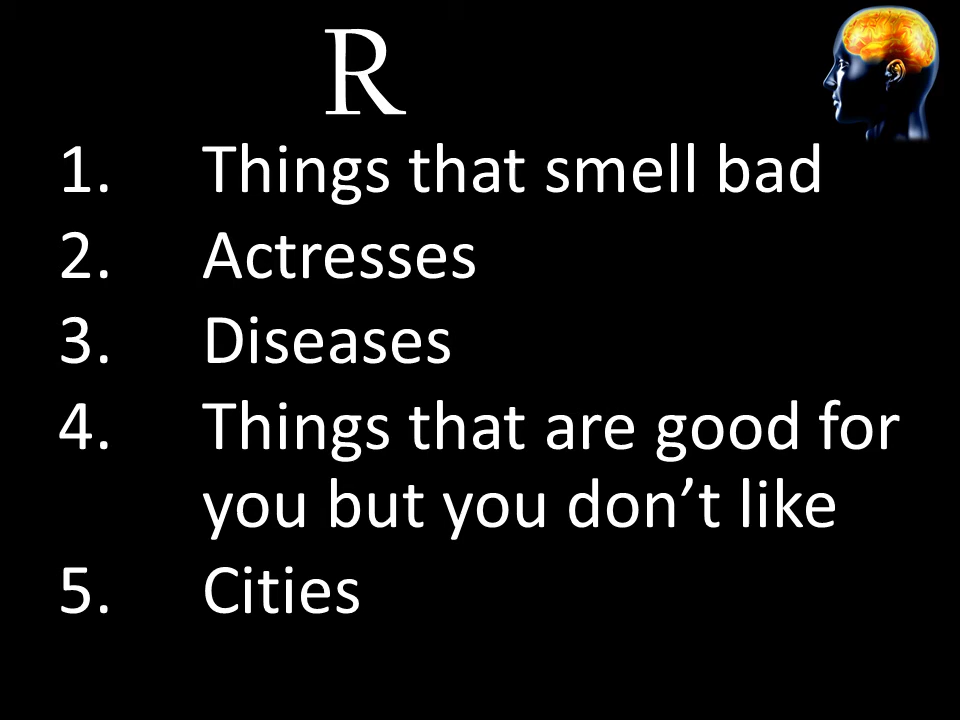 R
1. Things that smell bad
2. Actresses
3. Diseases
4. Things that are good for
you but you don’t like
5. Cities